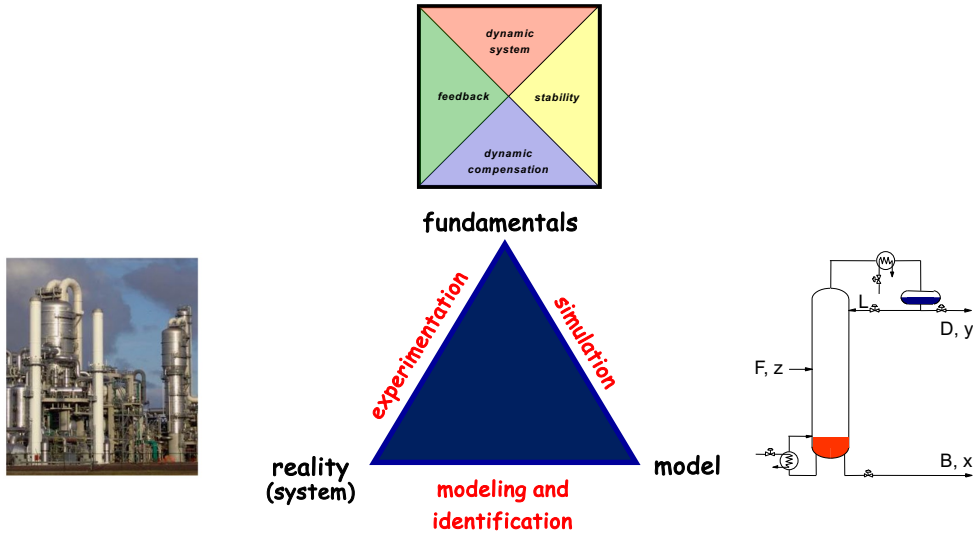 dynamic
system
feedback
stability
dynamic
compensation
fundamentals
experimentation
simulation
reality
(system)
model
modeling and
identification
L
D, y
F, z
B, x